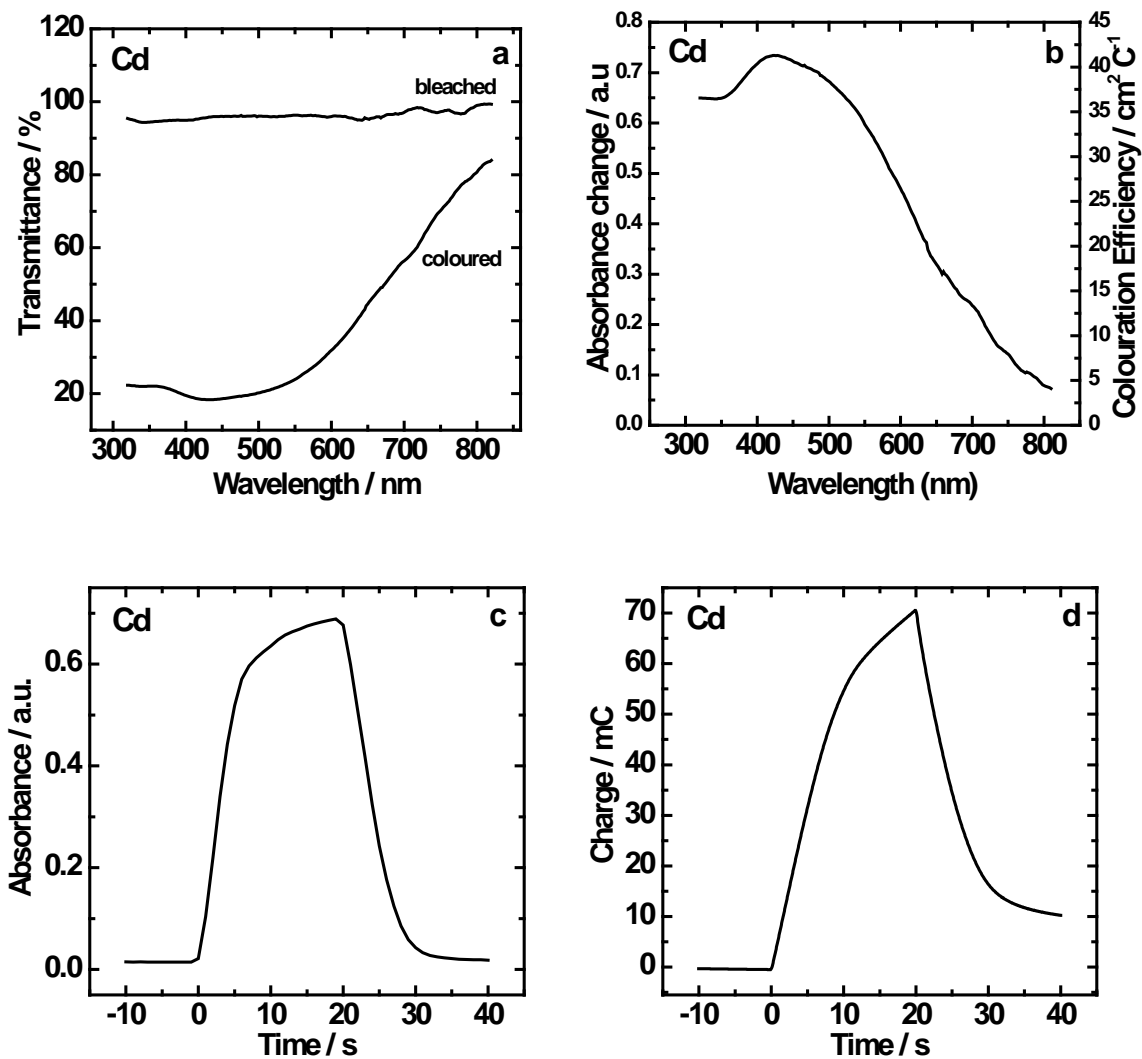 Cd
a
bleached
coloured
120
100
80
60
40
20
Transmittance / %
300 400 500 600 700 800
Wavelength / nm
Cd
b
0.8
0.7
0.6
0.5
0.4
0.3
0.2
0.1
0.0
Absorbance change / a.u
45
40
35
30
25
20
15
10
5
0
Colouration Efficiency / cm² C⁻¹
300 400 500 600 700 800
Wavelength (nm)
Cd
c
0.6
0.4
0.2
0.0
Absorbance / a.u.
-10 0 10 20 30 40
Time / s
Cd
d
70
60
50
40
30
20
10
0
Charge / mC
-10 0 10 20 30 40
Time / s